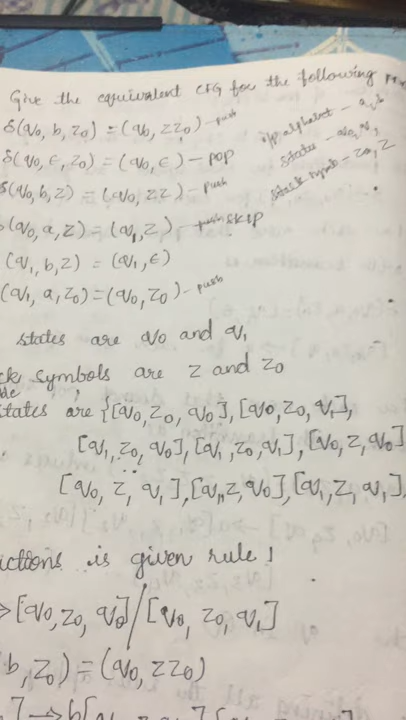 Give the equivalent CFG for the following
δ(q0, b, z0) = (q0, zz0) - push
i/p alphabet - a, b
δ(q0, ε, z0) = (q0, ε) - pop
states - q0, q1
δ(q0, b, z) = (q0, zz) - push
stack symb - z0, z
(q0, a, z) = (q1, z) - skip
(q1, b, z) = (q1, ε)
(q1, a, z0) = (q0, z0) - push
states are q0 and q1
ck symbols are z and z0
states are {[q0, z0, q0], [q0, z0, q1],
[q1, z0, q0], [q1, z0, q1], [q0, z, q0]
[q0, z, q1], [q1, z, q0], [q1, z, q1]
uctions is given rule 1
→ [q0, z0, q0] / [q0, z0, q1]
b, z0) = (q0, zz0)
] → b[